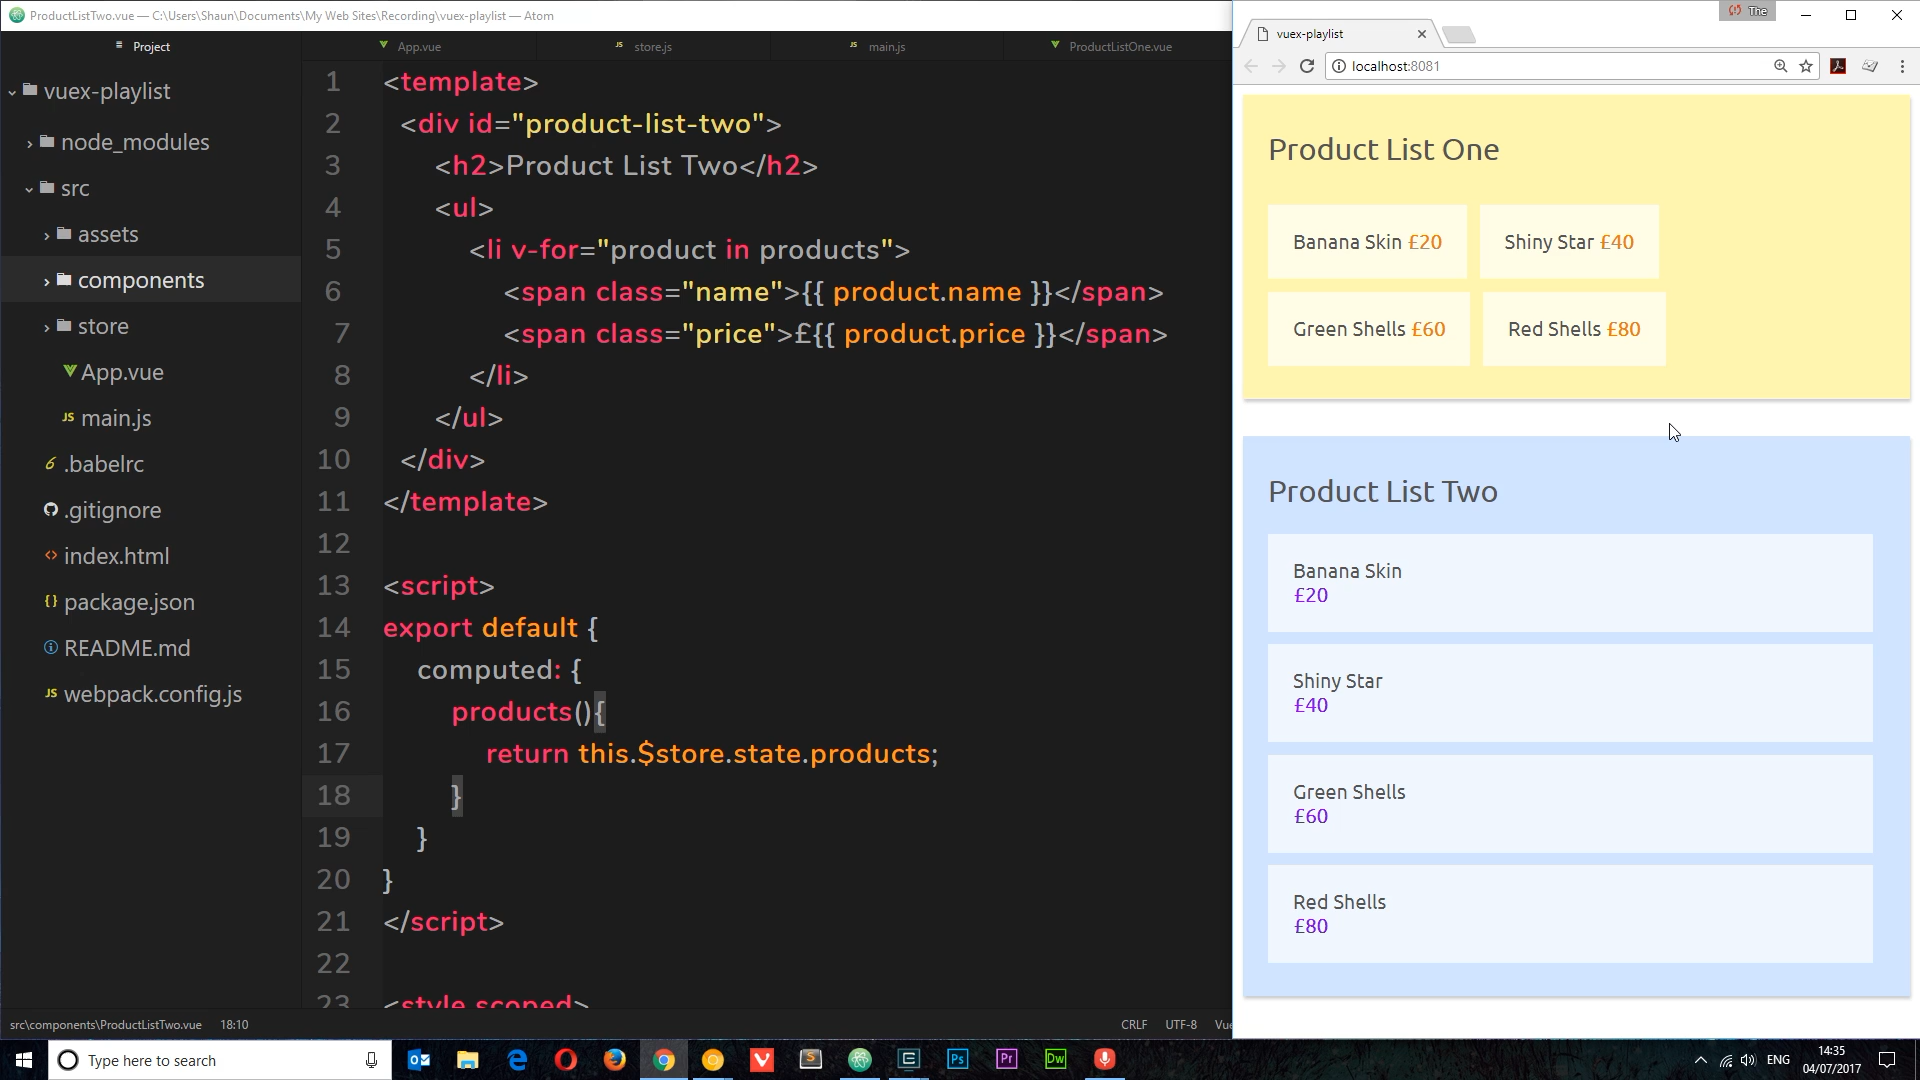 ProductListTwo.vue — C:\Users\Shaun\Documents\My Web Sites\Recording\vuex-playlist — Atom
Project
App.vue
store.js
main.js
ProductListOne.vue
vuex-playlist
node_modules
src
assets
components
store
App.vue
main.js
.babelrc
.gitignore
index.html
package.json
README.md
webpack.config.js
1 <template>
2 <div id="product-list-two">
3 <h2>Product List Two</h2>
4 <ul>
5 <li v-for="product in products">
6 <span class="name">{{ product.name }}</span>
7 <span class="price">£{{ product.price }}</span>
8 </li>
9 </ul>
10 </div>
11 </template>
12
13 <script>
14 export default {
15 computed: {
16 products(){
17 return this.$store.state.products;
18 }
19 }
20 }
21 </script>
22
23 <style scoped>
src\components\ProductListTwo.vue 18:10
CRLF UTF-8 Vue
The
vuex-playlist
localhost:8081
Product List One
Banana Skin £20
Shiny Star £40
Green Shells £60
Red Shells £80
Product List Two
Banana Skin
£20
Shiny Star
£40
Green Shells
£60
Red Shells
£80
Type here to search
Ps
Pr
Dw
ENG
14:35
04/07/2017